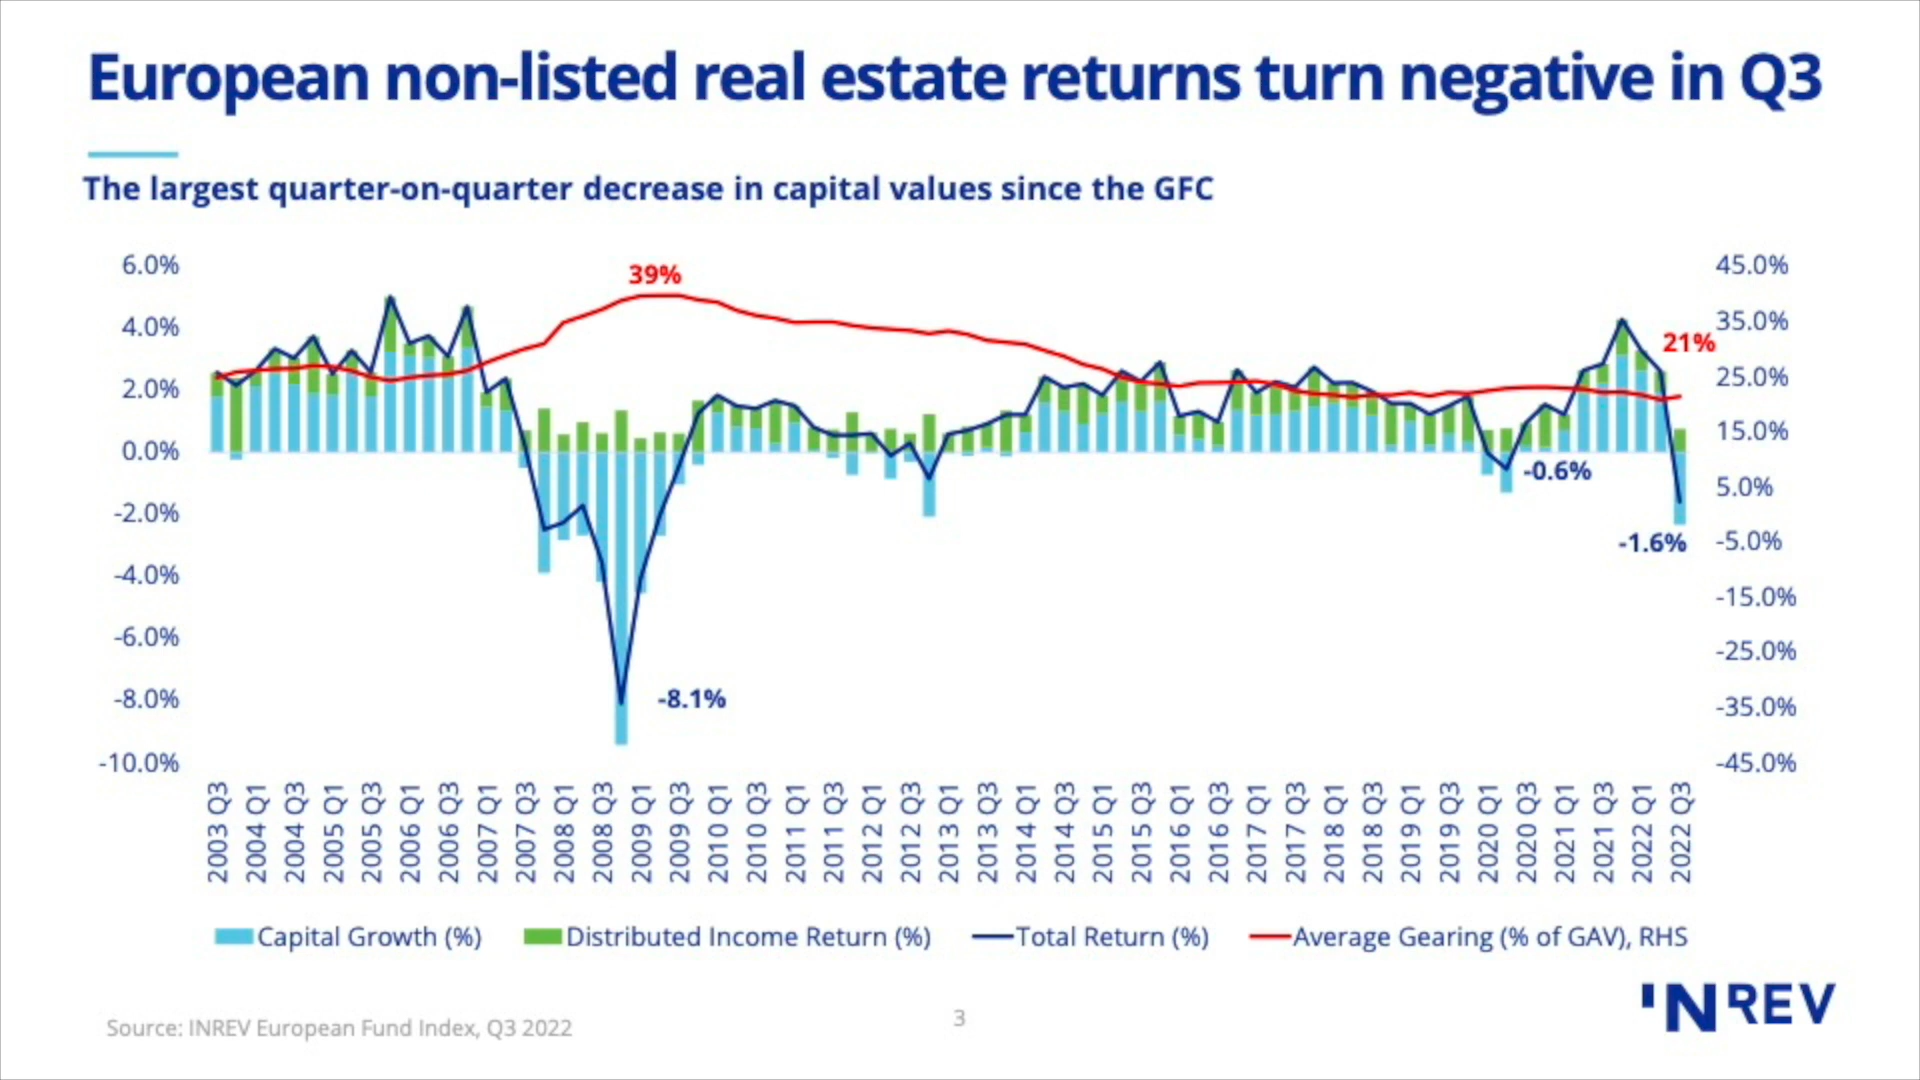 European non-listed real estate returns turn negative in Q3
The largest quarter-on-quarter decrease in capital values since the GFC
6.0%
4.0%
2.0%
0.0%
-2.0%
-4.0%
-6.0%
-8.0%
-10.0%
39%
-8.1%
-0.6%
21%
-1.6%
45.0%
35.0%
25.0%
15.0%
5.0%
-5.0%
-15.0%
-25.0%
-35.0%
-45.0%
2003 Q3
2004 Q1
2004 Q3
2005 Q1
2005 Q3
2006 Q1
2006 Q3
2007 Q1
2007 Q3
2008 Q1
2008 Q3
2009 Q1
2009 Q3
2010 Q1
2010 Q3
2011 Q1
2011 Q3
2012 Q1
2012 Q3
2013 Q1
2013 Q3
2014 Q1
2014 Q3
2015 Q1
2015 Q3
2016 Q1
2016 Q3
2017 Q1
2017 Q3
2018 Q1
2018 Q3
2019 Q1
2019 Q3
2020 Q1
2020 Q3
2021 Q1
2021 Q3
2022 Q1
2022 Q3
Capital Growth (%) Distributed Income Return (%) Total Return (%) Average Gearing (% of GAV), RHS
Source: INREV European Fund Index, Q3 2022
3
INREV